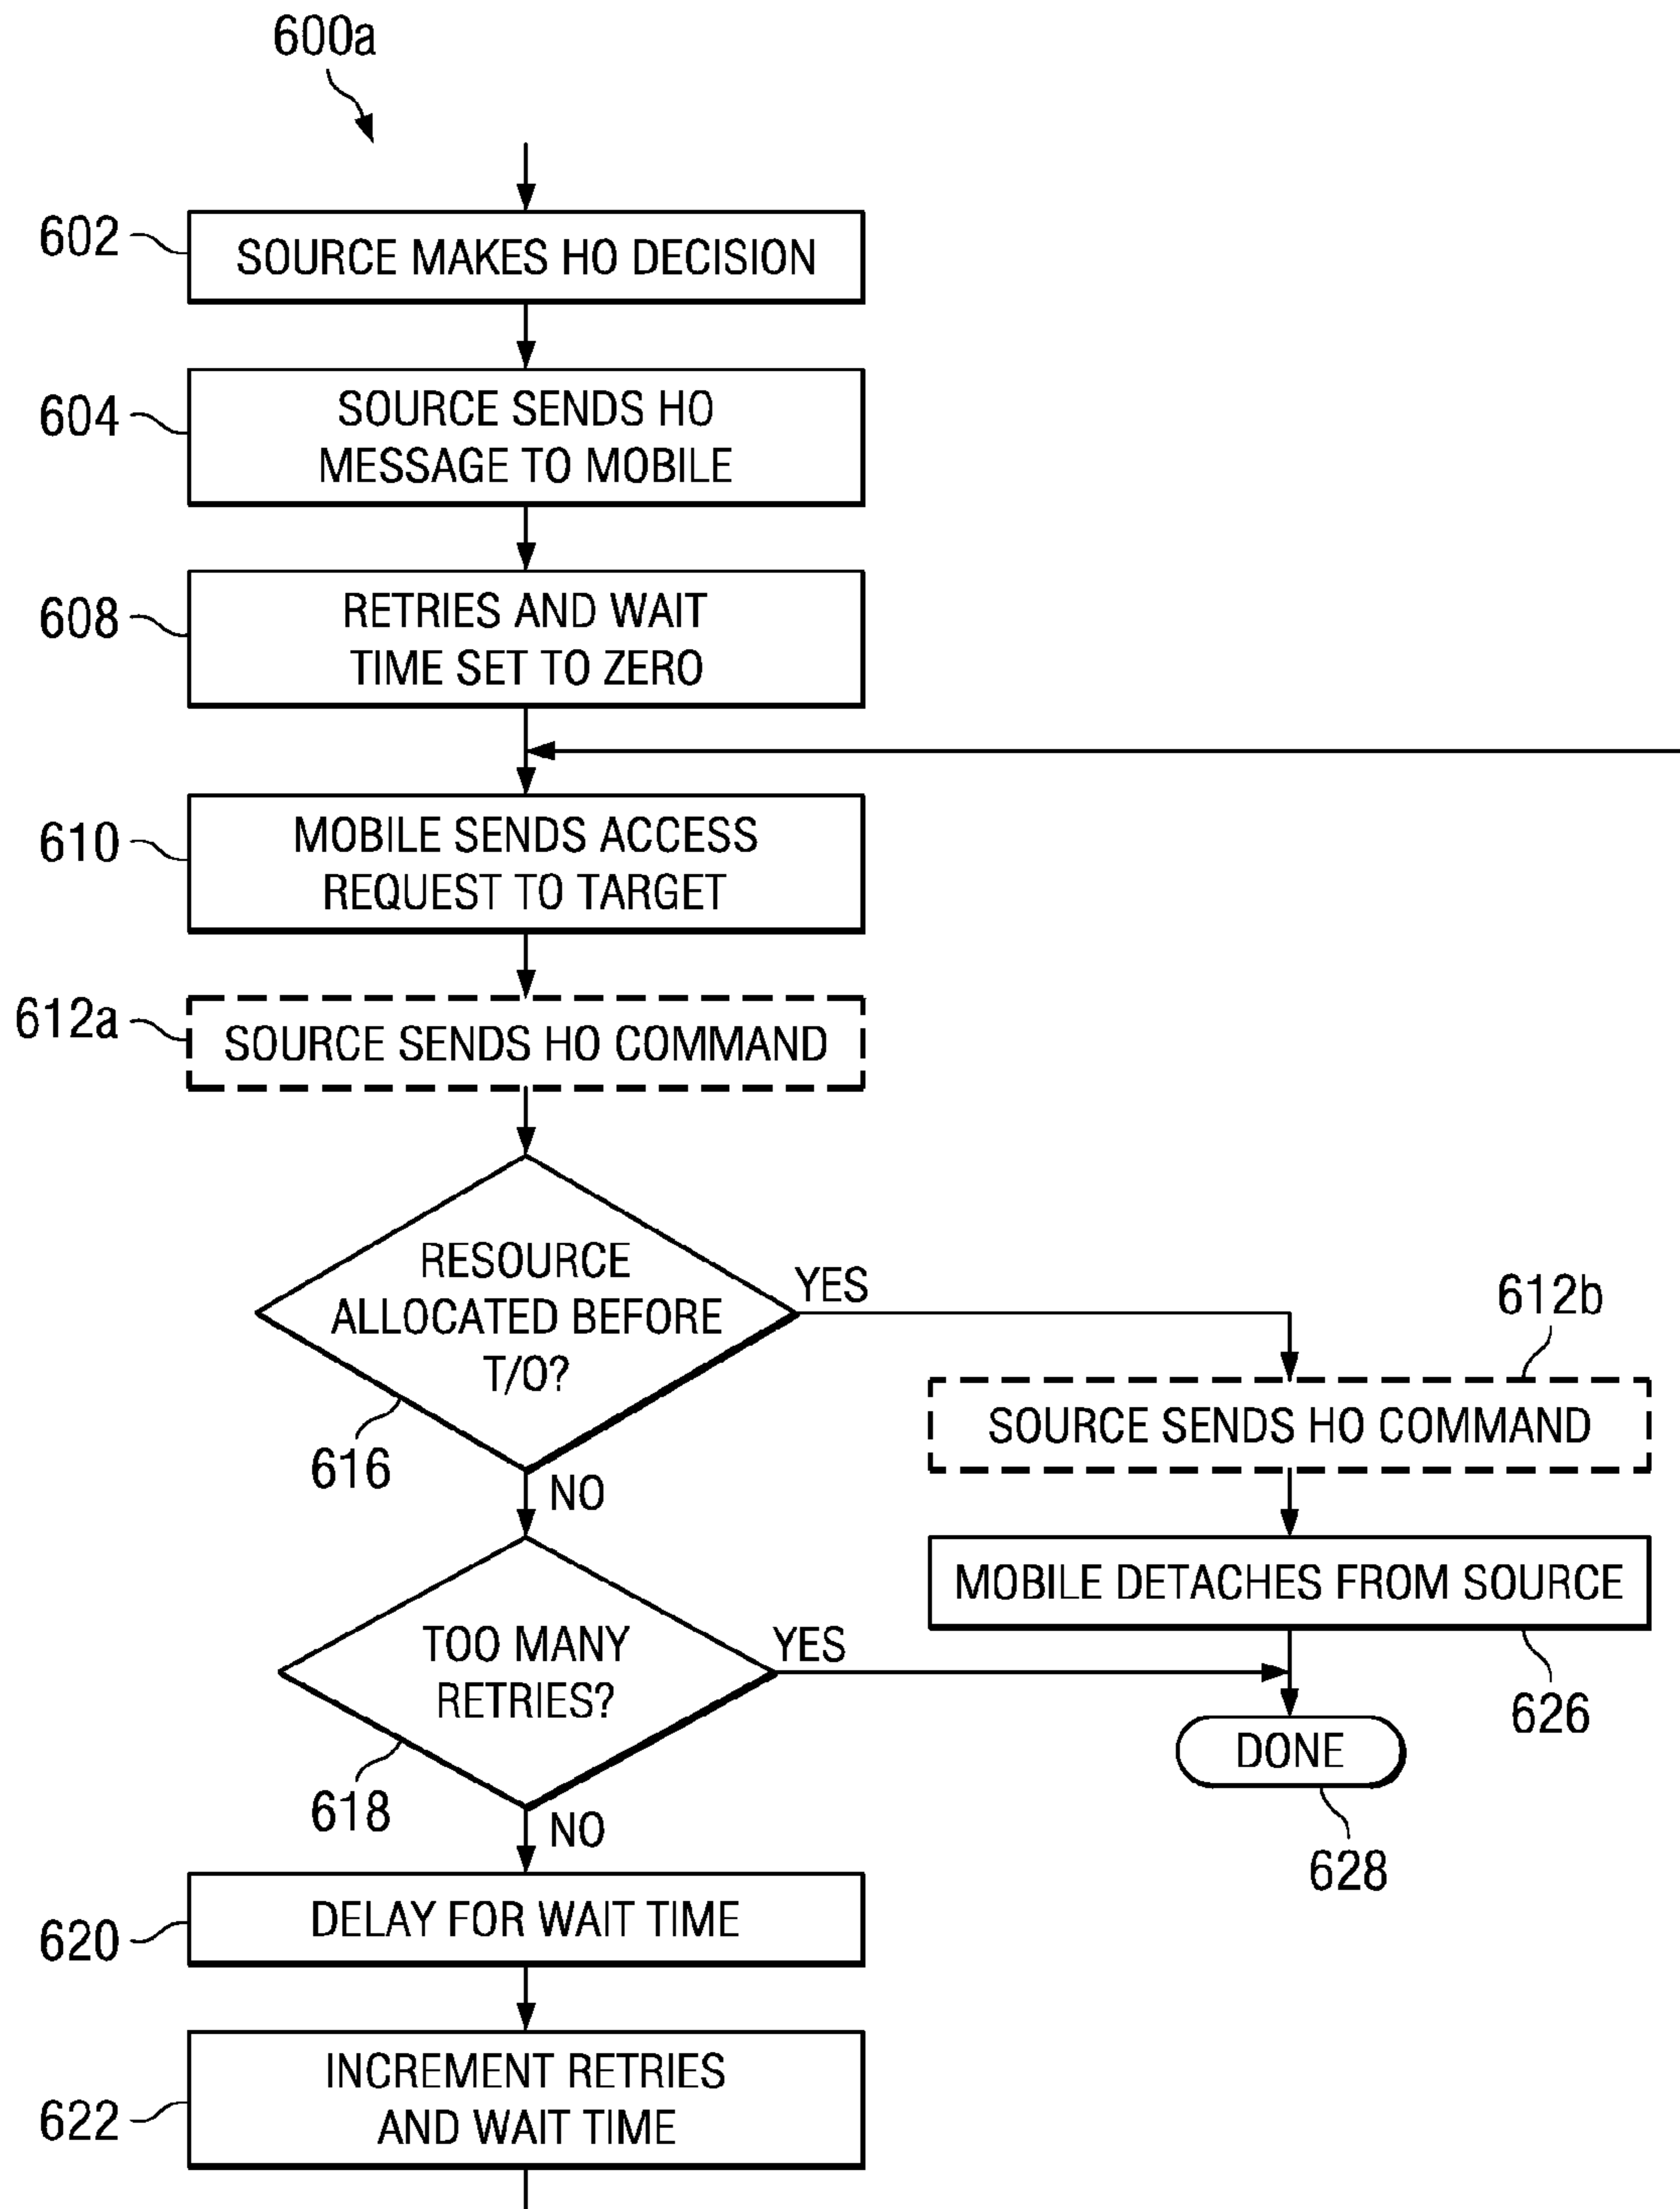 600a
602
SOURCE MAKES HO DECISION
604
SOURCE SENDS HO
MESSAGE TO MOBILE
608
RETRIES AND WAIT
TIME SET TO ZERO
610
MOBILE SENDS ACCESS
REQUEST TO TARGET
612a
SOURCE SENDS HO COMMAND
RESOURCE
ALLOCATED BEFORE
T/O?
YES
616
NO
612b
SOURCE SENDS HO COMMAND
MOBILE DETACHES FROM SOURCE
626
TOO MANY
RETRIES?
YES
618
NO
DONE
628
620
DELAY FOR WAIT TIME
622
INCREMENT RETRIES
AND WAIT TIME